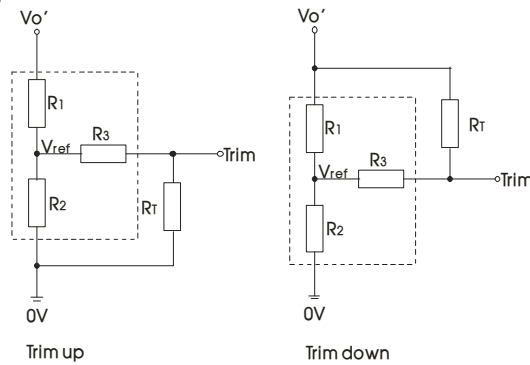 Vo’
R1
R3
Vref
Trim
R2
RT
0V
Trim up
Vo’
R1
RT
R3
Vref
Trim
R2
0V
Trim down